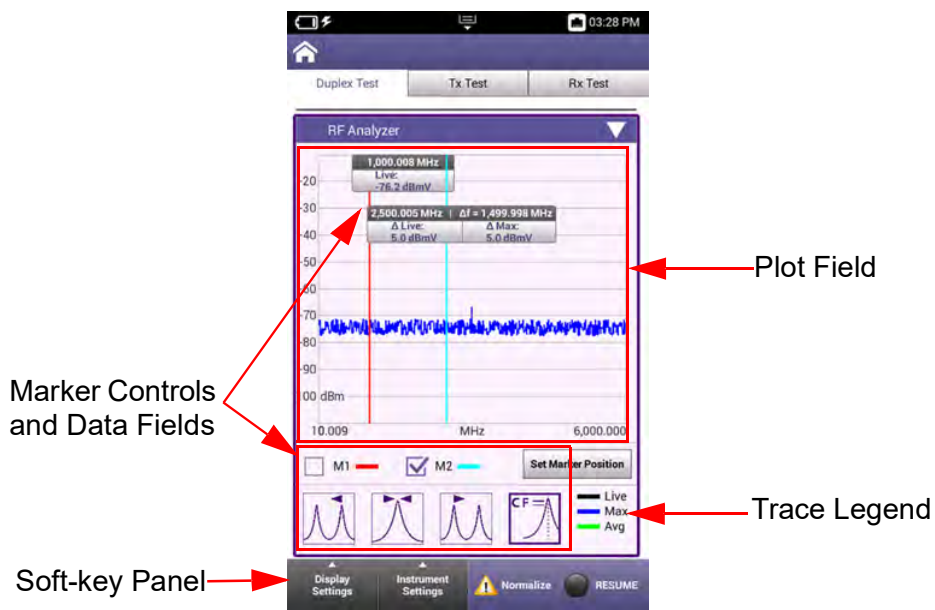 03:28 PM
Duplex Test
Tx Test
Rx Test
RF Analyzer
1,000.008 MHz
Live:
-76.2 dBmV
-20
-30
2,500.005 MHz | Δf = 1,499.998 MHz
Δ Live:
Δ Max:
5.0 dBmV
5.0 dBmV
-40
-50
-60
-70
-80
-90
00 dBm
10.009
MHz
6,000.000
Plot Field
Marker Controls
and Data Fields
M1
M2
Set Marker Position
CF=
Live
Max
Avg
Trace Legend
Soft-key Panel
Display
Settings
Instrument
Settings
Normalize
RESUME